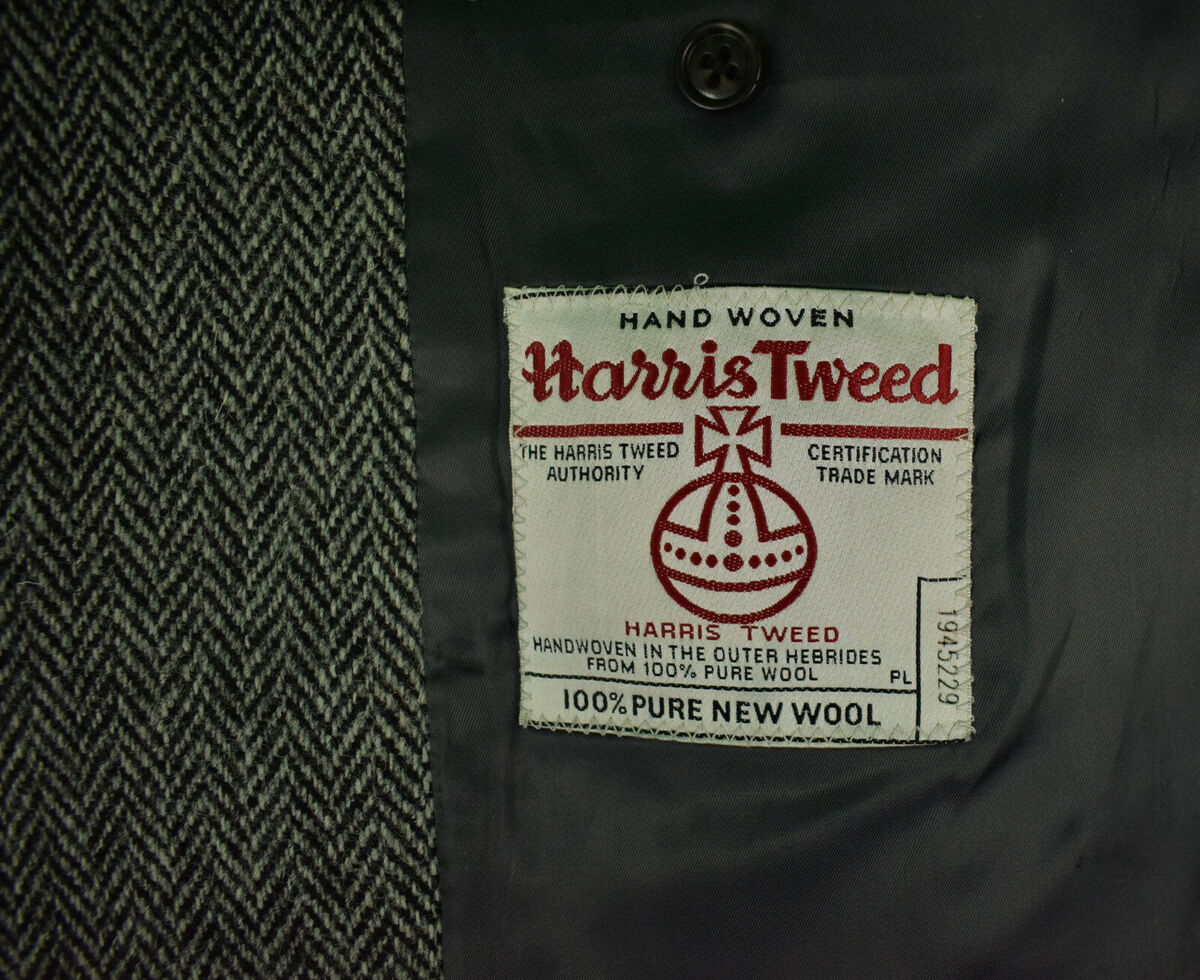 HAND WOVEN
Harris Tweed
THE HARRIS TWEED
AUTHORITY
CERTIFICATION
TRADE MARK
HARRIS TWEED
HANDWOVEN IN THE OUTER HEBRIDES
FROM 100% PURE WOOL
PL
1945229
100% PURE NEW WOOL